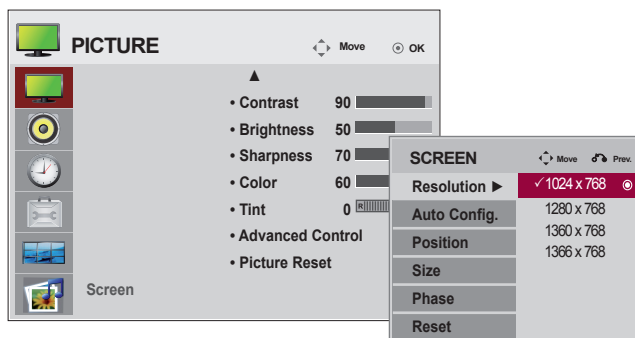 PICTURE
Move
OK
▲
• Contrast 90
• Brightness 50
• Sharpness 70
• Color 60
• Tint 0 R
• Advanced Control
• Picture Reset
Screen
SCREEN
Move
Prev.
Resolution ►
✓1024 x 768
1280 x 768
1360 x 768
1366 x 768
Auto Config.
Position
Size
Phase
Reset